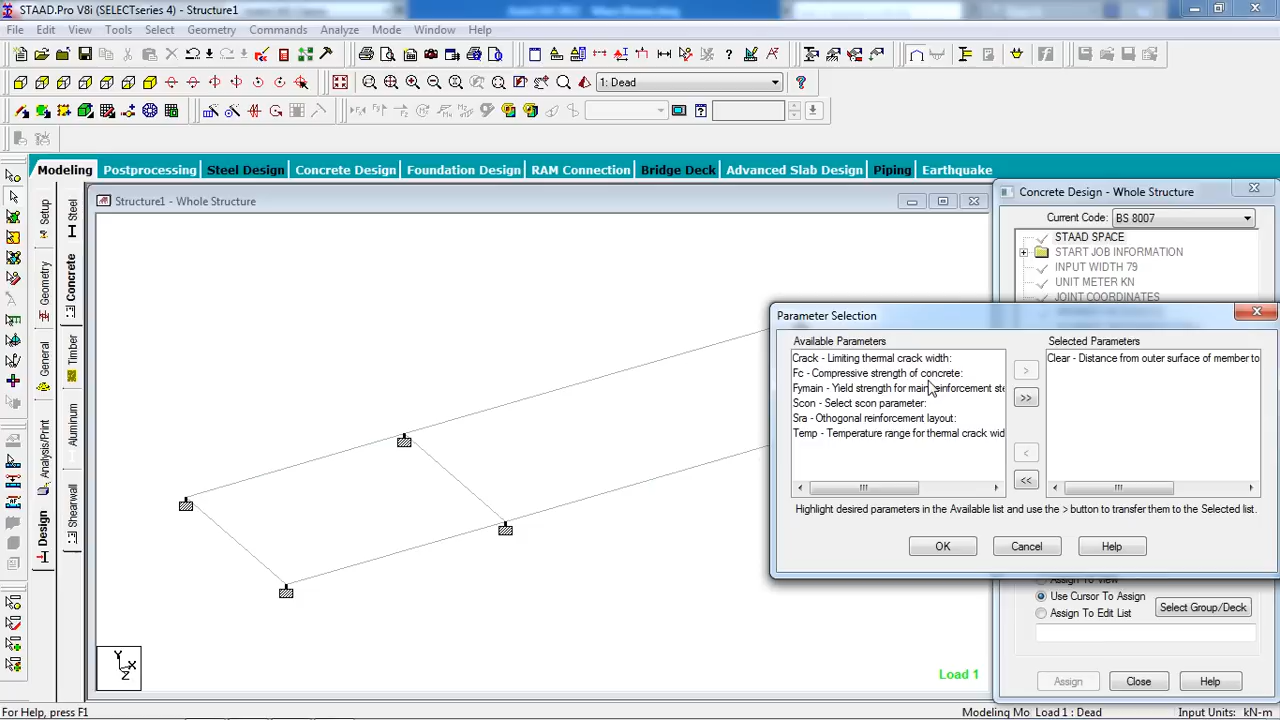 STAAD.Pro V8i (SELECTseries 4) - Structure1
File Edit View Tools Select Geometry Commands Analyze Mode Window Help
1: Dead
Modeling Postprocessing Steel Design Concrete Design Foundation Design RAM Connection Bridge Deck Advanced Slab Design Piping Earthquake
Setup
Geometry
General
Analysis/Print
Design
Steel
Concrete
Timber
Aluminum
Shearwall
Structure1 - Whole Structure
Y
X
Z
Load 1
Concrete Design - Whole Structure
Current Code: BS 8007
STAAD SPACE
START JOB INFORMATION
INPUT WIDTH 79
UNIT METER KN
JOINT COORDINATES
Parameter Selection
Available Parameters
Crack - Limiting thermal crack width:
Fc - Compressive strength of concrete:
Fymain - Yield strength for main reinforcement ste
Scon - Select scon parameter:
Sra - Othogonal reinforcement layout:
Temp - Temperature range for thermal crack wid
Selected Parameters
Clear - Distance from outer surface of member to
>
>>
<
<<
Highlight desired parameters in the Available list and use the > button to transfer them to the Selected list.
OK Cancel Help
Assign To View
Use Cursor To Assign
Assign To Edit List
Select Group/Deck
Assign Close Help
For Help, press F1
Modeling Mo Load 1 : Dead Input Units: kN-m